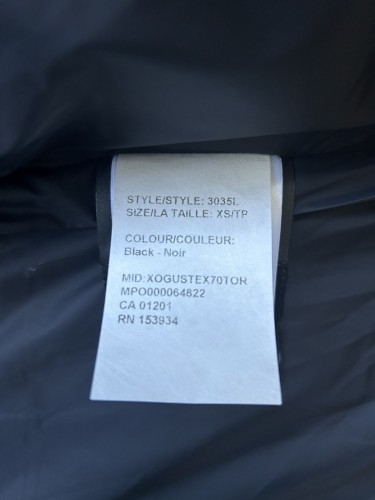 STYLE/STYLE: 3035L
SIZE/LA TAILLE: XS/TP
COLOUR/COULEUR:
Black - Noir
MID:XOGUSTEX70TOR
MPO000064822
CA 01201
RN 153934